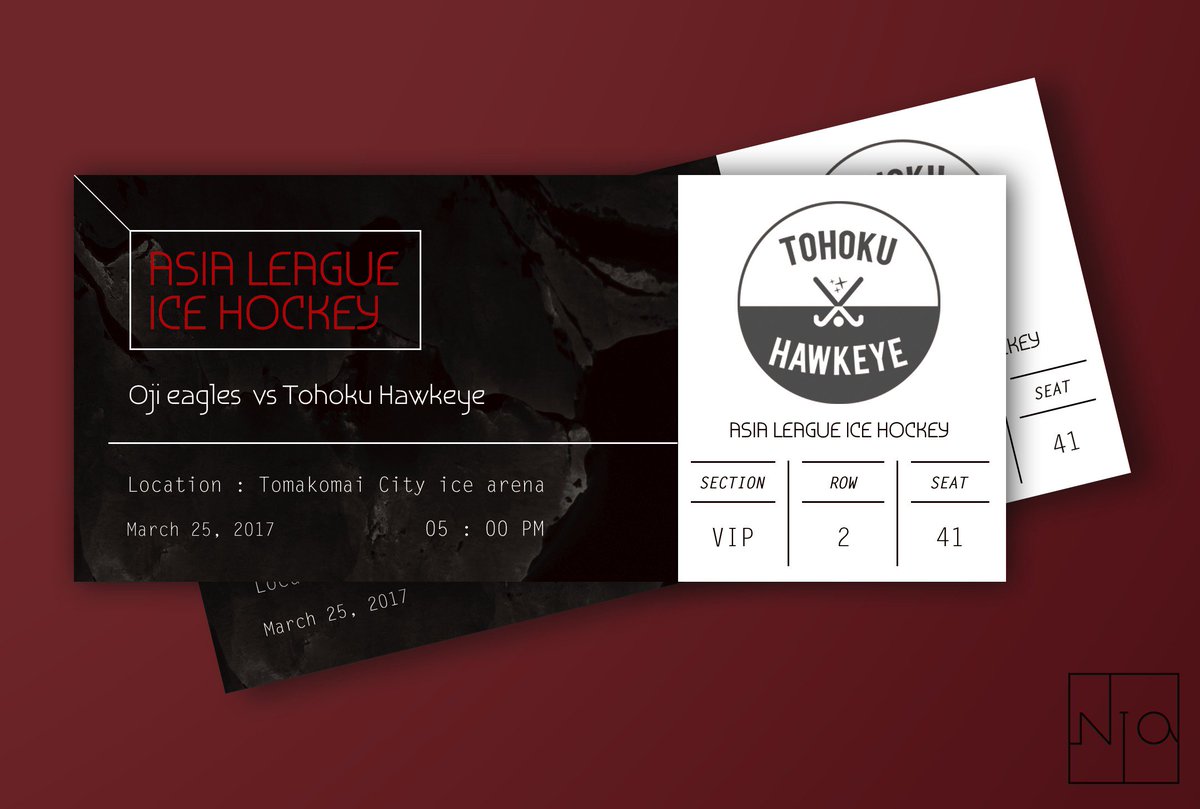 ASIA LEAGUE
ICE HOCKEY
Oji eagles vs Tohoku Hawkeye
Location : Tomakomai City ice arena
March 25, 2017
05 : 00 PM
TOHOKU
HAWKEYE
ASIA LEAGUE ICE HOCKEY
SECTION
ROW
SEAT
VIP
2
41
SEAT
41
March 25, 2017
Nia